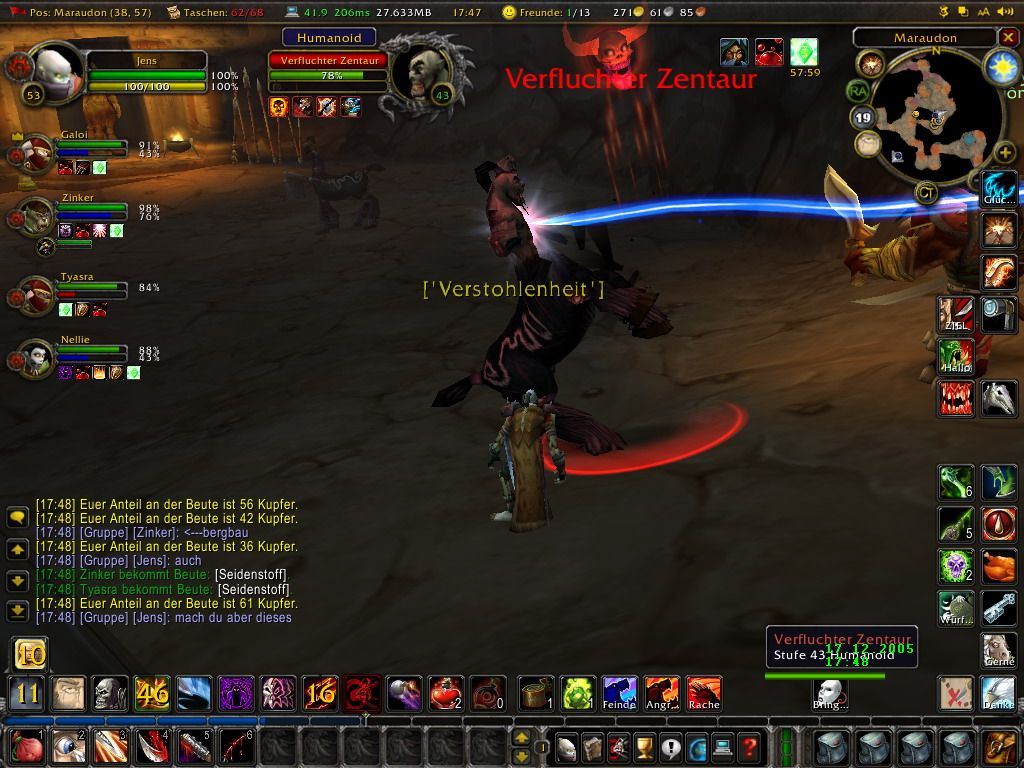 Pos: Maraudon (38, 57) Taschen: 62/68 41.9 206ms 27.633MB 17:47 Freunde: 1/13 271 61 85
Humanoid
Maraudon
Jens
100%
100/100
100%
53
Verfluchter Zentaur
78%
43
Verfluchter Zentaur
57:59
N
RA
19
CT
Galoi
91%
43%
Zinker
98%
76%
Tyasra
84%
Nellie
88%
43%
['Verstohlenheit']
ZIEL
Hallo
6
5
2
Würf...
Gerne
[17:48] Euer Anteil an der Beute ist 56 Kupfer.
[17:48] Euer Anteil an der Beute ist 42 Kupfer.
[17:48] [Gruppe] [Zinker]: <---bergbau
[17:48] Euer Anteil an der Beute ist 36 Kupfer.
[17:48] [Gruppe] [Jens]: auch
[17:48] Zinker bekommt Beute: [Seidenstoff].
[17:48] Tyasra bekommt Beute: [Seidenstoff].
[17:48] Euer Anteil an der Beute ist 61 Kupfer.
[17:48] [Gruppe] [Jens]: mach du aber dieses
Verfluchter Zentaur
Stufe 43 Humanoid
17 12 2005
17:48
10
11 46 16 2 0 1 1 Feinde Angr... Rache Bring... Danke
1 2 3 4 5 6 1